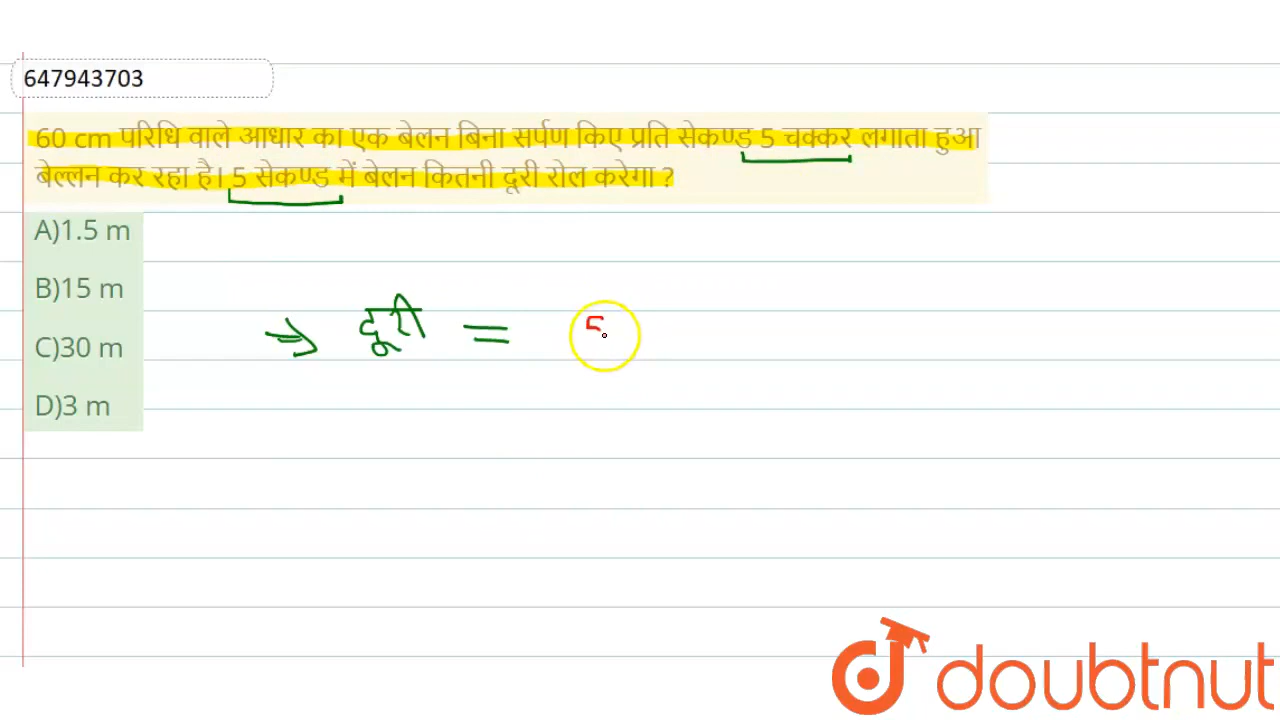 647943703
60 cm परिधि वाले आधार का एक बेलन बिना सर्पण किए प्रति सेकण्ड 5 चक्कर लगाता हुआ
बेल्लन कर रहा है। 5 सेकण्ड में बेलन कितनी दूरी रोल करेगा ?
A)1.5 m
B)15 m
C)30 m
D)3 m
→ दूरी = 5
doubtnut